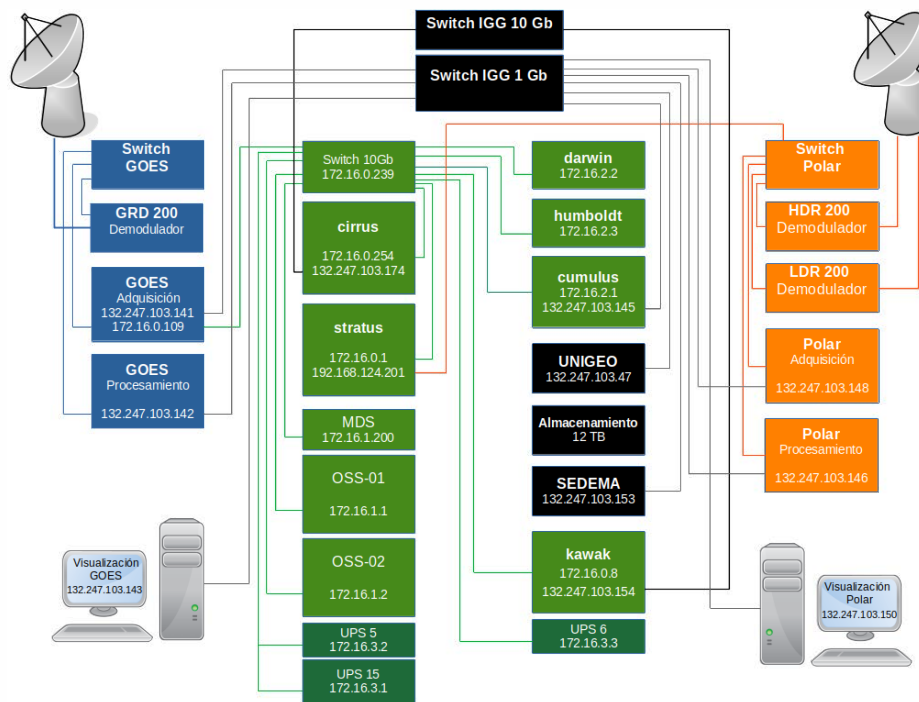 Switch IGG 10 Gb
Switch IGG 1 Gb
Switch
GOES
GRD 200
Demodulador
GOES
Adquisición
132.247.103.141
172.16.0.109
GOES
Procesamiento
132.247.103.142
Visualización
GOES
132.247.103.143
Switch 10Gb
172.16.0.239
cirrus
172.16.0.254
132.247.103.174
stratus
172.16.0.1
192.168.124.201
MDS
172.16.1.200
OSS-01
172.16.1.1
OSS-02
172.16.1.2
UPS 5
172.16.3.2
UPS 15
172.16.3.1
darwin
172.16.2.2
humboldt
172.16.2.3
cumulus
172.16.2.1
132.247.103.145
UNIGEO
132.247.103.47
Almacenamiento
12 TB
SEDEMA
132.247.103.153
kawak
172.16.0.8
132.247.103.154
UPS 6
172.16.3.3
Switch
Polar
HDR 200
Demodulador
LDR 200
Demodulador
Polar
Adquisición
132.247.103.148
Polar
Procesamiento
132.247.103.146
Visualización
Polar
132.247.103.150